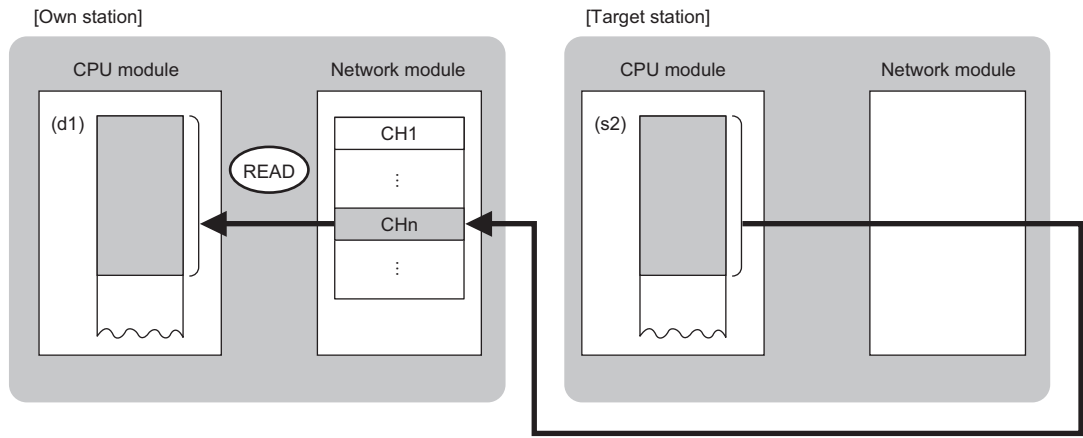 [Own station]
CPU module
Network module
(d1)
READ
CH1
⋮
CHn
⋮
[Target station]
CPU module
Network module
(s2)